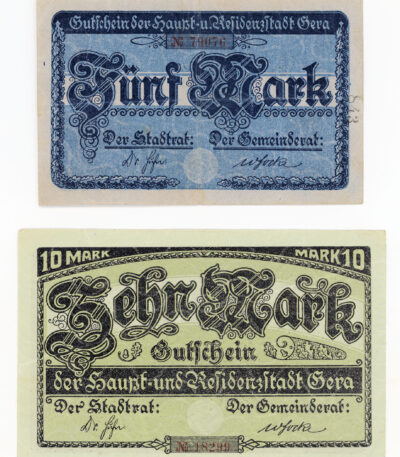 Gutschein der Haupt-u Residenzstadt Gera
№ 79076
Fünf Mark
Der Stadtrat: Der Gemeinderat:
10 MARK MARK 10
Zehn Mark
Gutschein
der Haupt-und Residenzstadt Gera
Der Stadtrat: Der Gemeinderat:
№ 18299